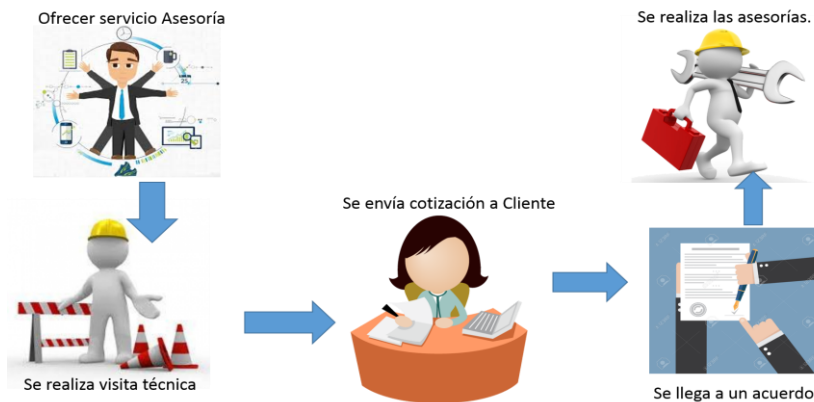 Ofrecer servicio Asesoría
Se realiza visita técnica
Se envía cotización a Cliente
Se llega a un acuerdo
Se realiza las asesorías.